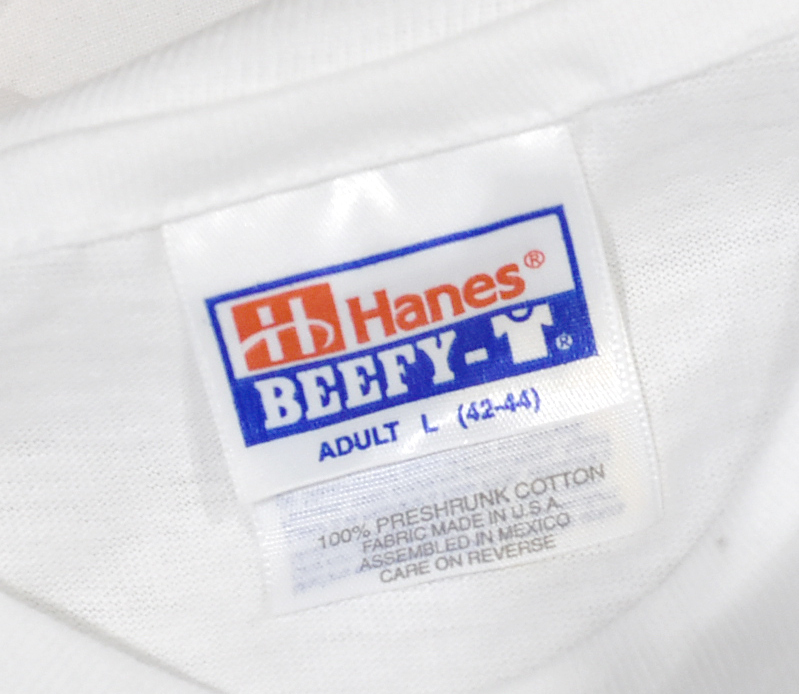 Hanes®
BEEFY-T®
ADULT L (42-44)
100% PRESHRUNK COTTON
FABRIC MADE IN U.S.A.
ASSEMBLED IN MEXICO
CARE ON REVERSE